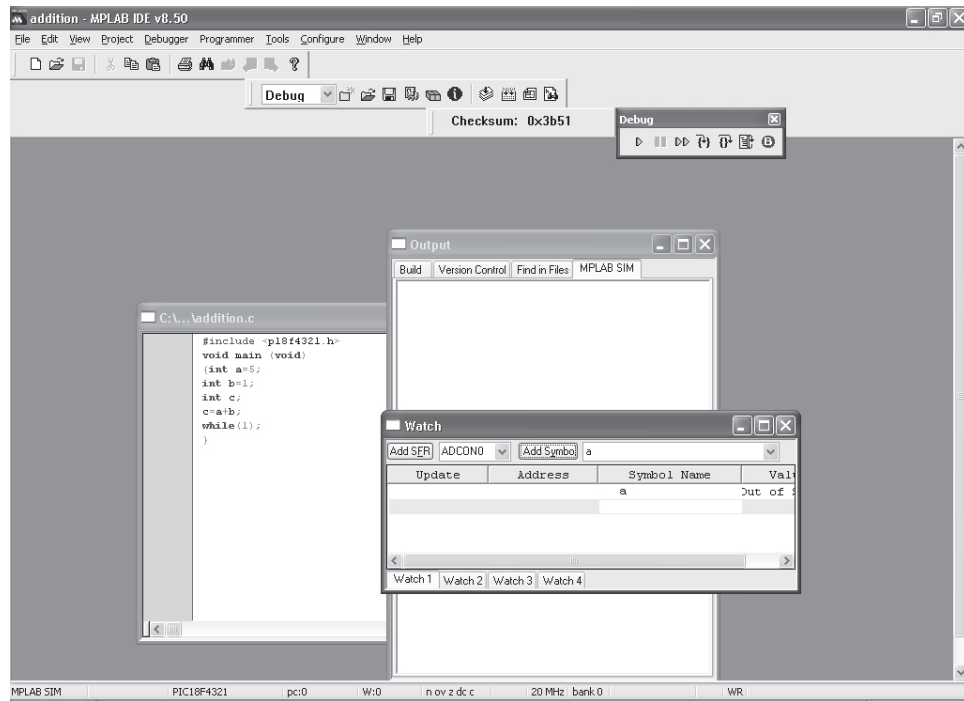 addition - MPLAB IDE v8.50
File Edit View Project Debugger Programmer Tools Configure Window Help
Debug
Checksum: 0x3b51
Debug
Output
Build Version Control Find in Files MPLAB SIM
C:\...\addition.c
#include <p18f4321.h>
void main (void)
{int a=5;
int b=1;
int c;
c=a+b;
while(1);
}
Watch
Add SFR ADCON0 Add Symbol a
Update Address Symbol Name Valu
a Out of S
Watch 1 Watch 2 Watch 3 Watch 4
MPLAB SIM PIC18F4321 pc:0 W:0 n ov z dc c 20 MHz bank 0 WR